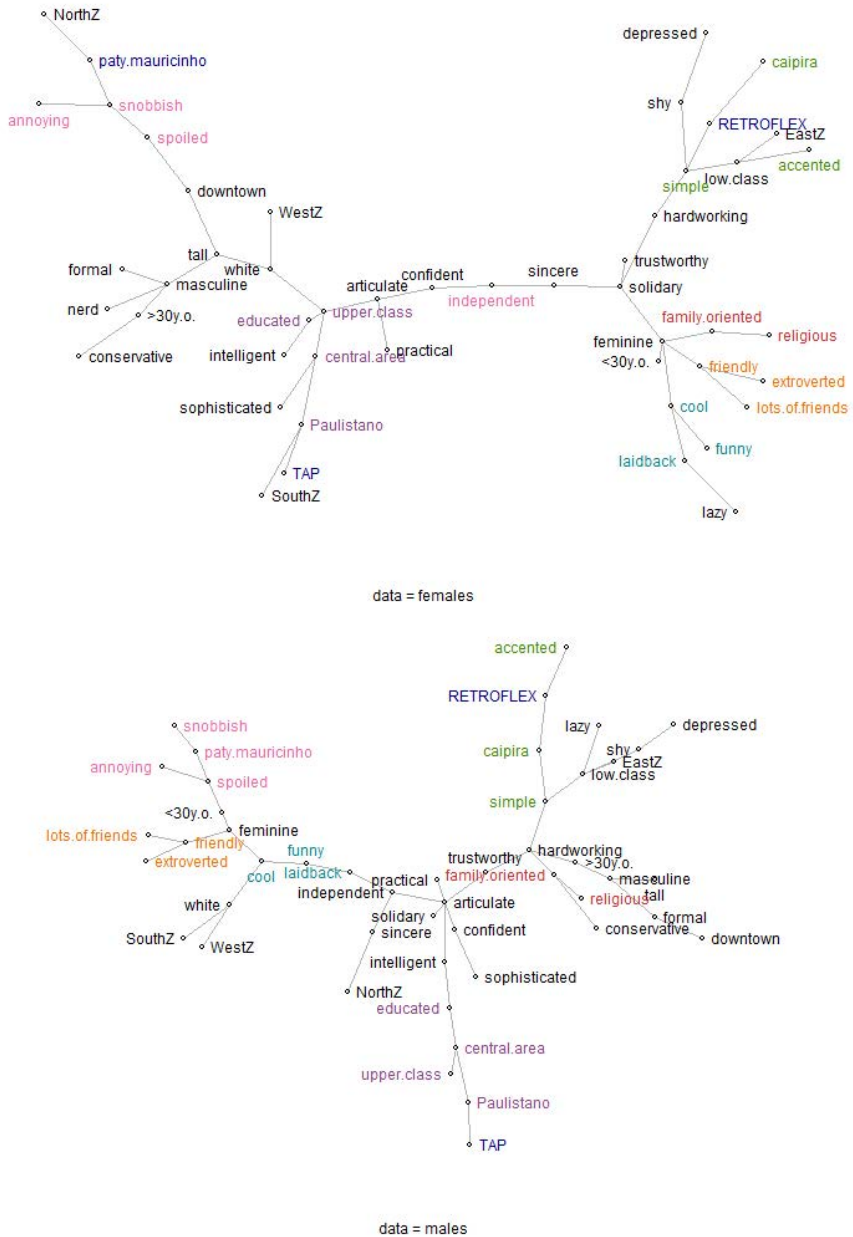 NorthZ
depressed
paty.mauricinho
caipira
annoying
snobbish
shy
RETROFLEX
EastZ
spoiled
accented
low.class
simple
downtown
WestZ
hardworking
tall
trustworthy
formal
white
masculine
confident
sincere
articulate
solidary
nerd
independent
>30y.o.
educated
upper.class
family.oriented
religious
feminine
conservative
intelligent
central.area
practical
<30y.o.
friendly
extroverted
sophisticated
cool
lots.of.friends
Paulistano
funny
laidback
TAP
SouthZ
lazy
data = females
accented
RETROFLEX
snobbish
lazy
depressed
paty.mauricinho
caipira
shy
annoying
EastZ
spoiled
low.class
simple
<30y.o.
feminine
lots.of.friends
friendly
funny
hardworking
extroverted
trustworthy
>30y.o.
cool
laidback
practical
family.oriented
masculine
independent
tall
white
articulate
religious
solidary
formal
SouthZ
sincere
confident
conservative
WestZ
downtown
intelligent
sophisticated
NorthZ
educated
central.area
upper.class
Paulistano
TAP
data = males